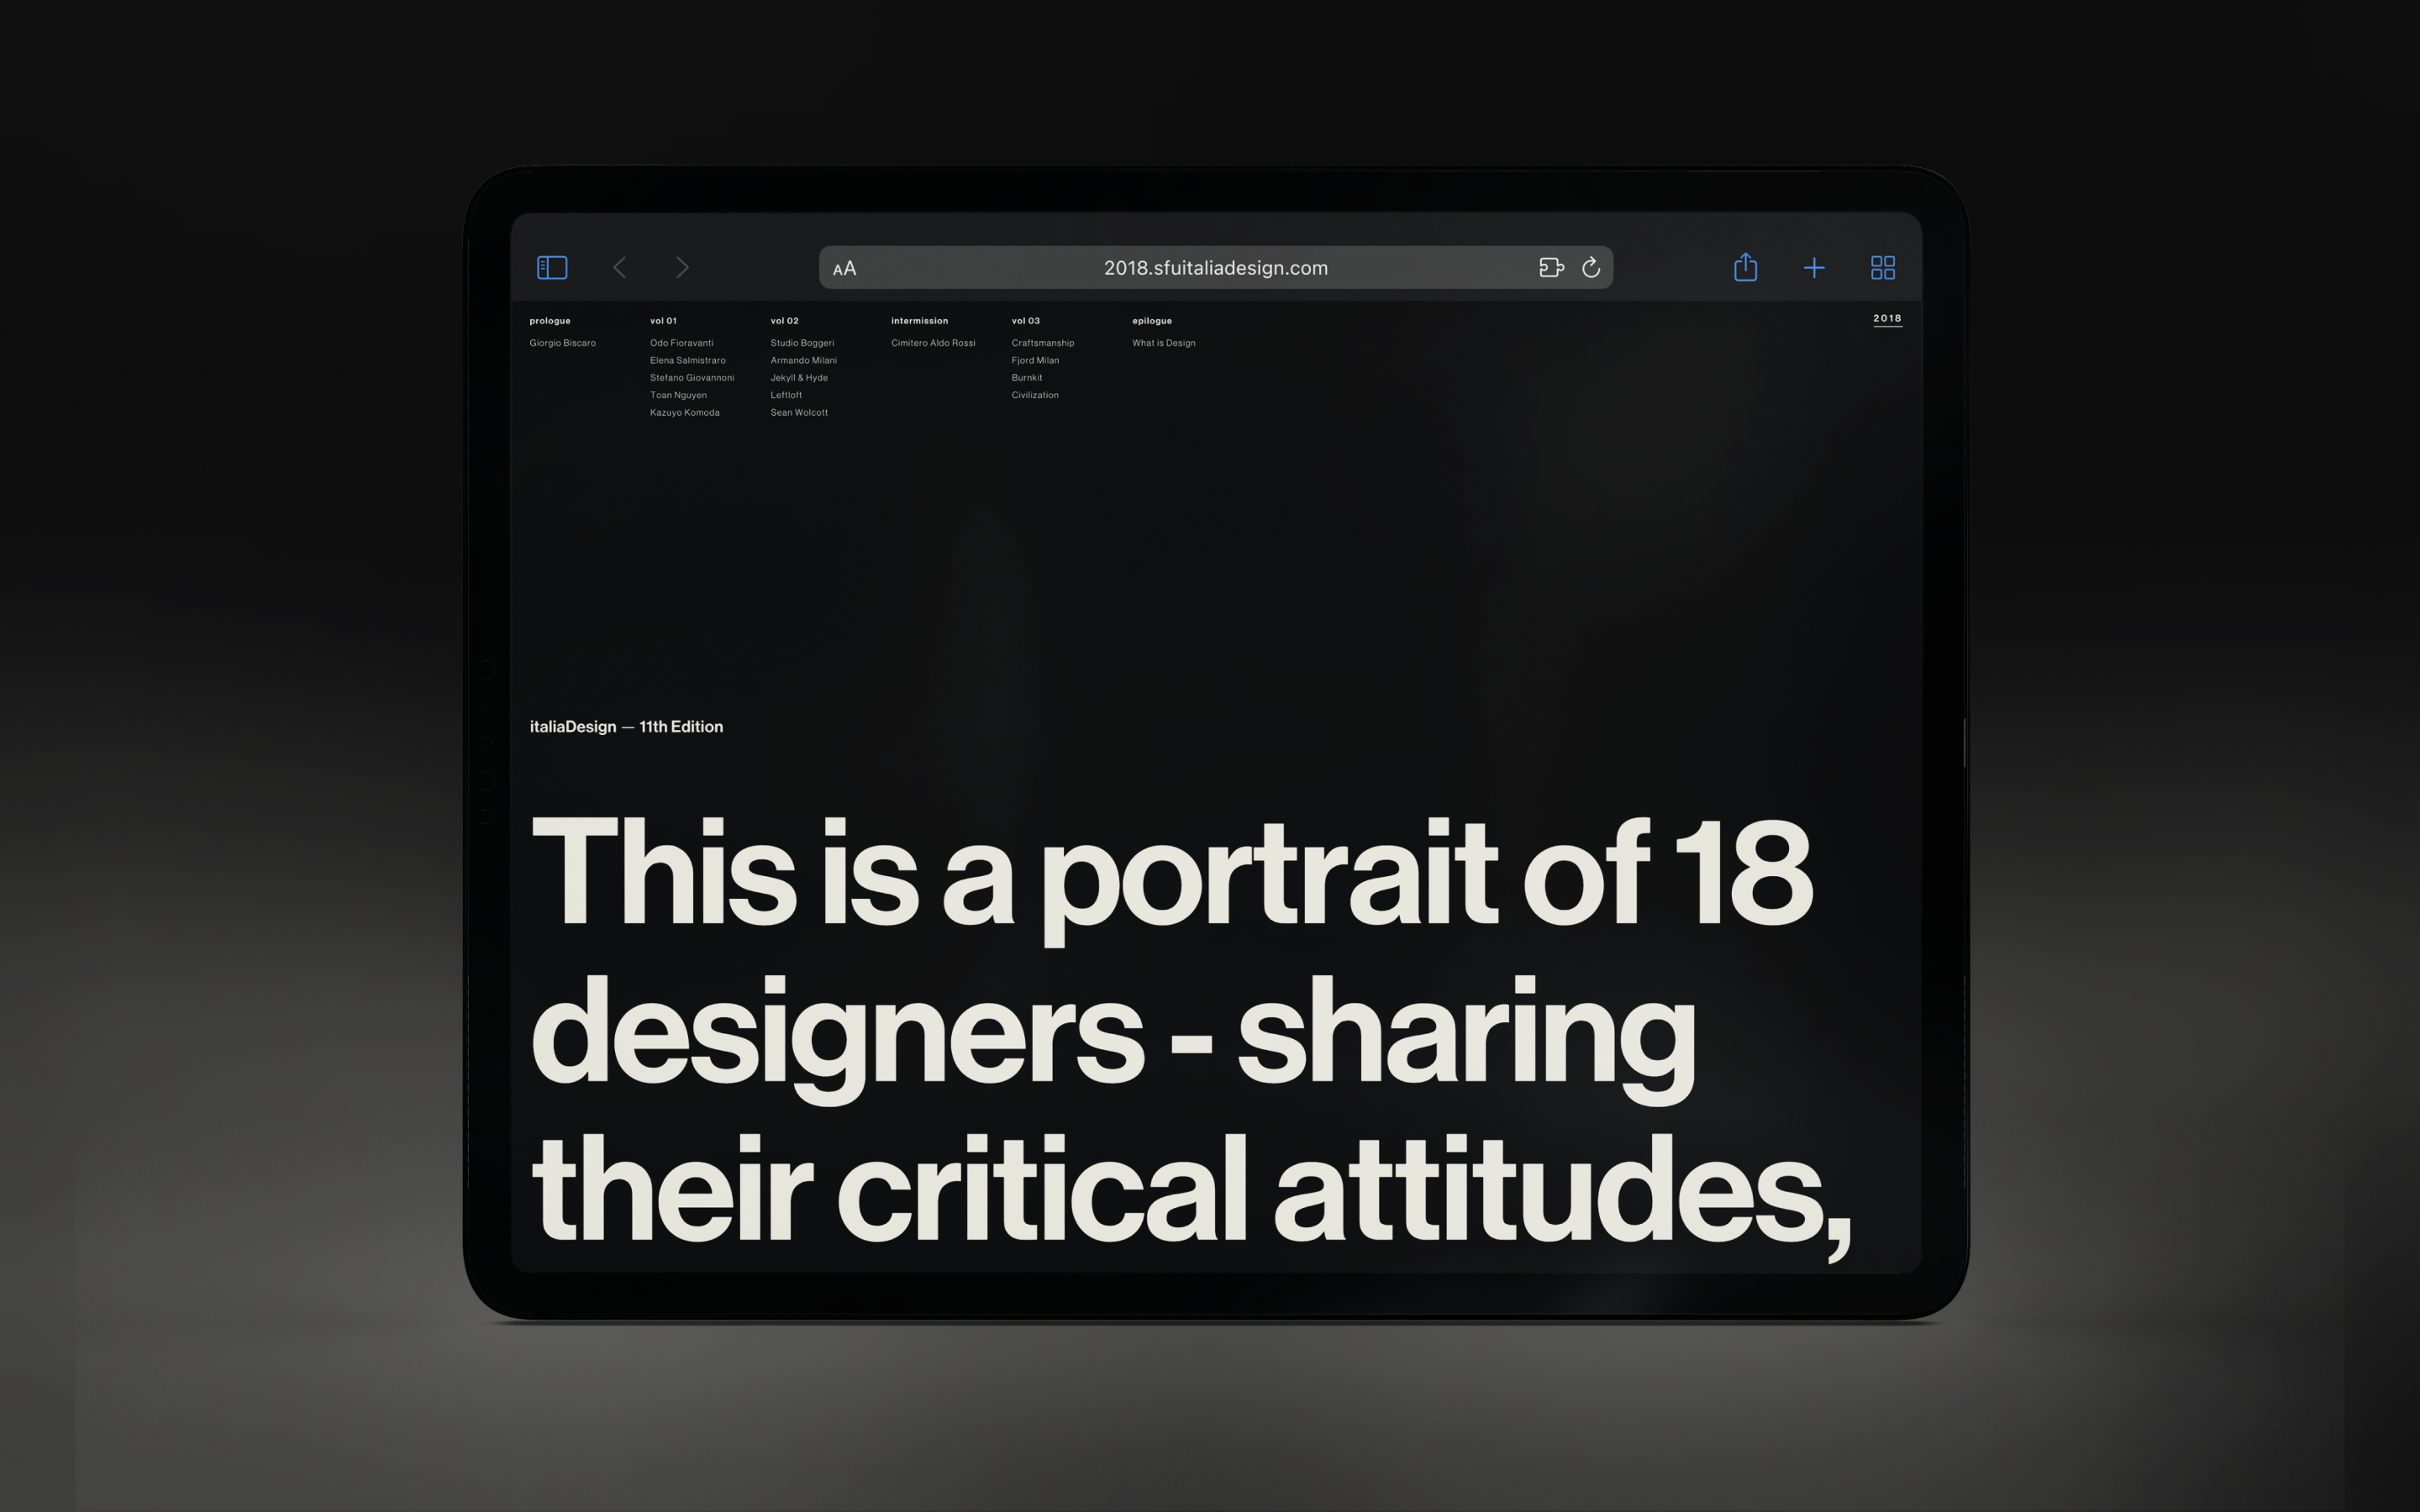 AA
2018.sfuitaliadesign.com
prologue
Giorgio Biscaro
vol 01
Odo Fioravanti
Elena Salmistraro
Stefano Giovannoni
Toan Nguyen
Kazuyo Komoda
vol 02
Studio Boggeri
Armando Milani
Jekyll & Hyde
Leftloft
Sean Wolcott
intermission
Cimitero Aldo Rossi
vol 03
Craftsmanship
Fjord Milan
Burnkit
Civilization
epilogue
What is Design
2018
italiaDesign — 11th Edition
This is a portrait of 18
designers - sharing
their critical attitudes,